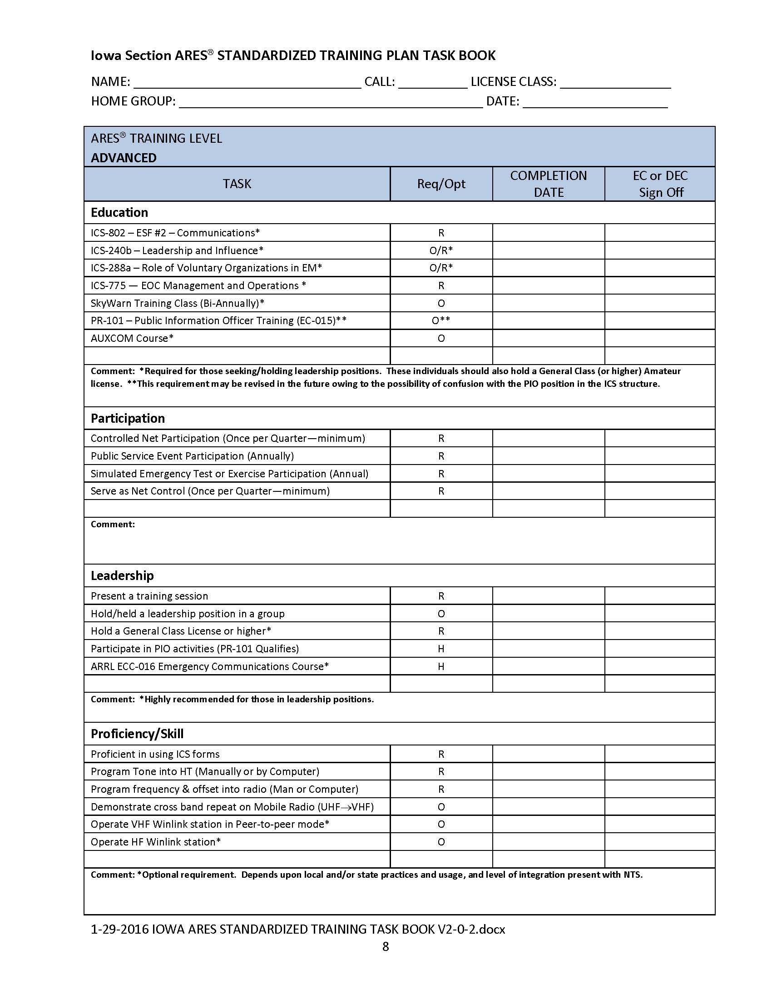 Iowa Section ARES® STANDARDIZED TRAINING PLAN TASK BOOK
NAME: _________________________________ CALL: __________ LICENSE CLASS: ________________
HOME GROUP: ____________________________________________ DATE: _____________________
ARES® TRAINING LEVEL
ADVANCED
TASK Req/Opt COMPLETION DATE EC or DEC Sign Off
Education
ICS-802 – ESF #2 – Communications* R
ICS-240b – Leadership and Influence* O/R*
ICS-288a – Role of Voluntary Organizations in EM* O/R*
ICS-775 — EOC Management and Operations * R
SkyWarn Training Class (Bi-Annually)* O
PR-101 – Public Information Officer Training (EC-015)** O**
AUXCOM Course* O
Comment: *Required for those seeking/holding leadership positions. These individuals should also hold a General Class (or higher) Amateur
license. **This requirement may be revised in the future owing to the possibility of confusion with the PIO position in the ICS structure.
Participation
Controlled Net Participation (Once per Quarter—minimum) R
Public Service Event Participation (Annually) R
Simulated Emergency Test or Exercise Participation (Annual) R
Serve as Net Control (Once per Quarter—minimum) R
Comment:
Leadership
Present a training session R
Hold/held a leadership position in a group O
Hold a General Class License or higher* R
Participate in PIO activities (PR-101 Qualifies) H
ARRL ECC-016 Emergency Communications Course* H
Comment: *Highly recommended for those in leadership positions.
Proficiency/Skill
Proficient in using ICS forms R
Program Tone into HT (Manually or by Computer) R
Program frequency & offset into radio (Man or Computer) R
Demonstrate cross band repeat on Mobile Radio (UHF→VHF) O
Operate VHF Winlink station in Peer-to-peer mode* O
Operate HF Winlink station* O
Comment: *Optional requirement. Depends upon local and/or state practices and usage, and level of integration present with NTS.
1-29-2016 IOWA ARES STANDARDIZED TRAINING TASK BOOK V2-0-2.docx
8